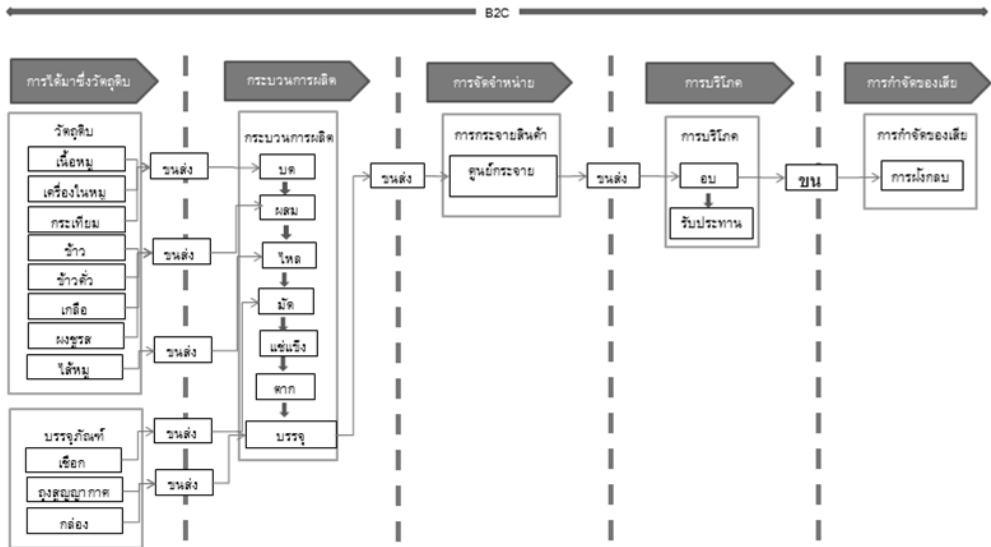 B2C
การได้มาซึ่งวัตถุดิบ
กระบวนการผลิต
การจัดจำหน่าย
การบริโภค
การกำจัดของเสีย
วัตถุดิบ
เนื้อหมู
เครื่องในหมู
กระเทียม
ข้าว
ข้าวคั่ว
เกลือ
ผงชูรส
ไส้หมู
บรรจุภัณฑ์
เชือก
ถุงสูญญากาศ
กล่อง
ขนส่ง
ขนส่ง
ขนส่ง
ขนส่ง
ขนส่ง
กระบวนการผลิต
บด
ผสม
ไหล
มัด
แช่แข็ง
ตาก
บรรจุ
ขนส่ง
การกระจายสินค้า
ศูนย์กระจาย
ขนส่ง
การบริโภค
อบ
รับประทาน
ขน
การกำจัดของเสีย
การฝังกลบ